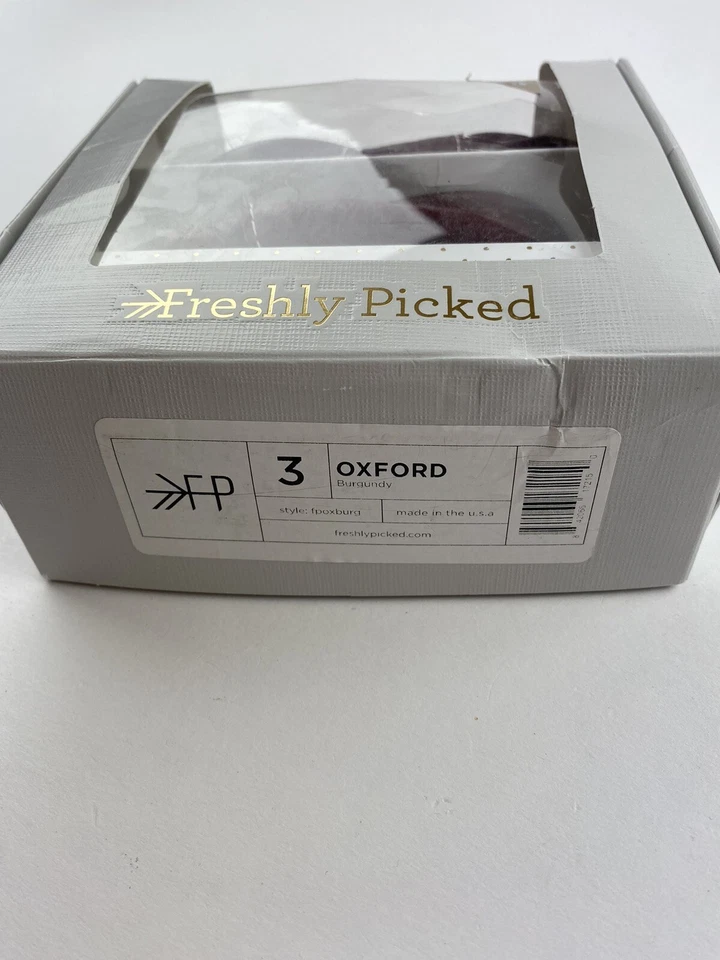 Freshly Picked
FP
3
OXFORD
Burgundy
style: fpoxburg
made in the u.s.a
freshlypicked.com